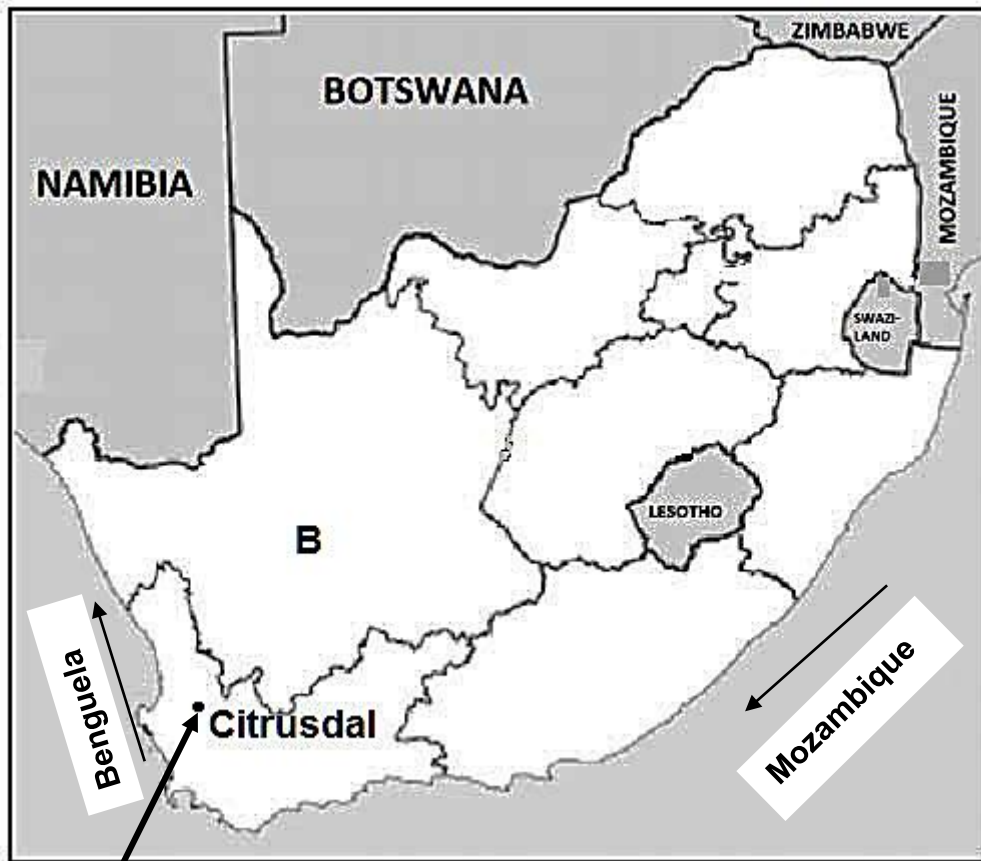 ZIMBABWE
BOTSWANA
NAMIBIA
MOZAMBIQUE
SWAZI-
LAND
LESOTHO
B
Benguela
Citrusdal
Mozambique